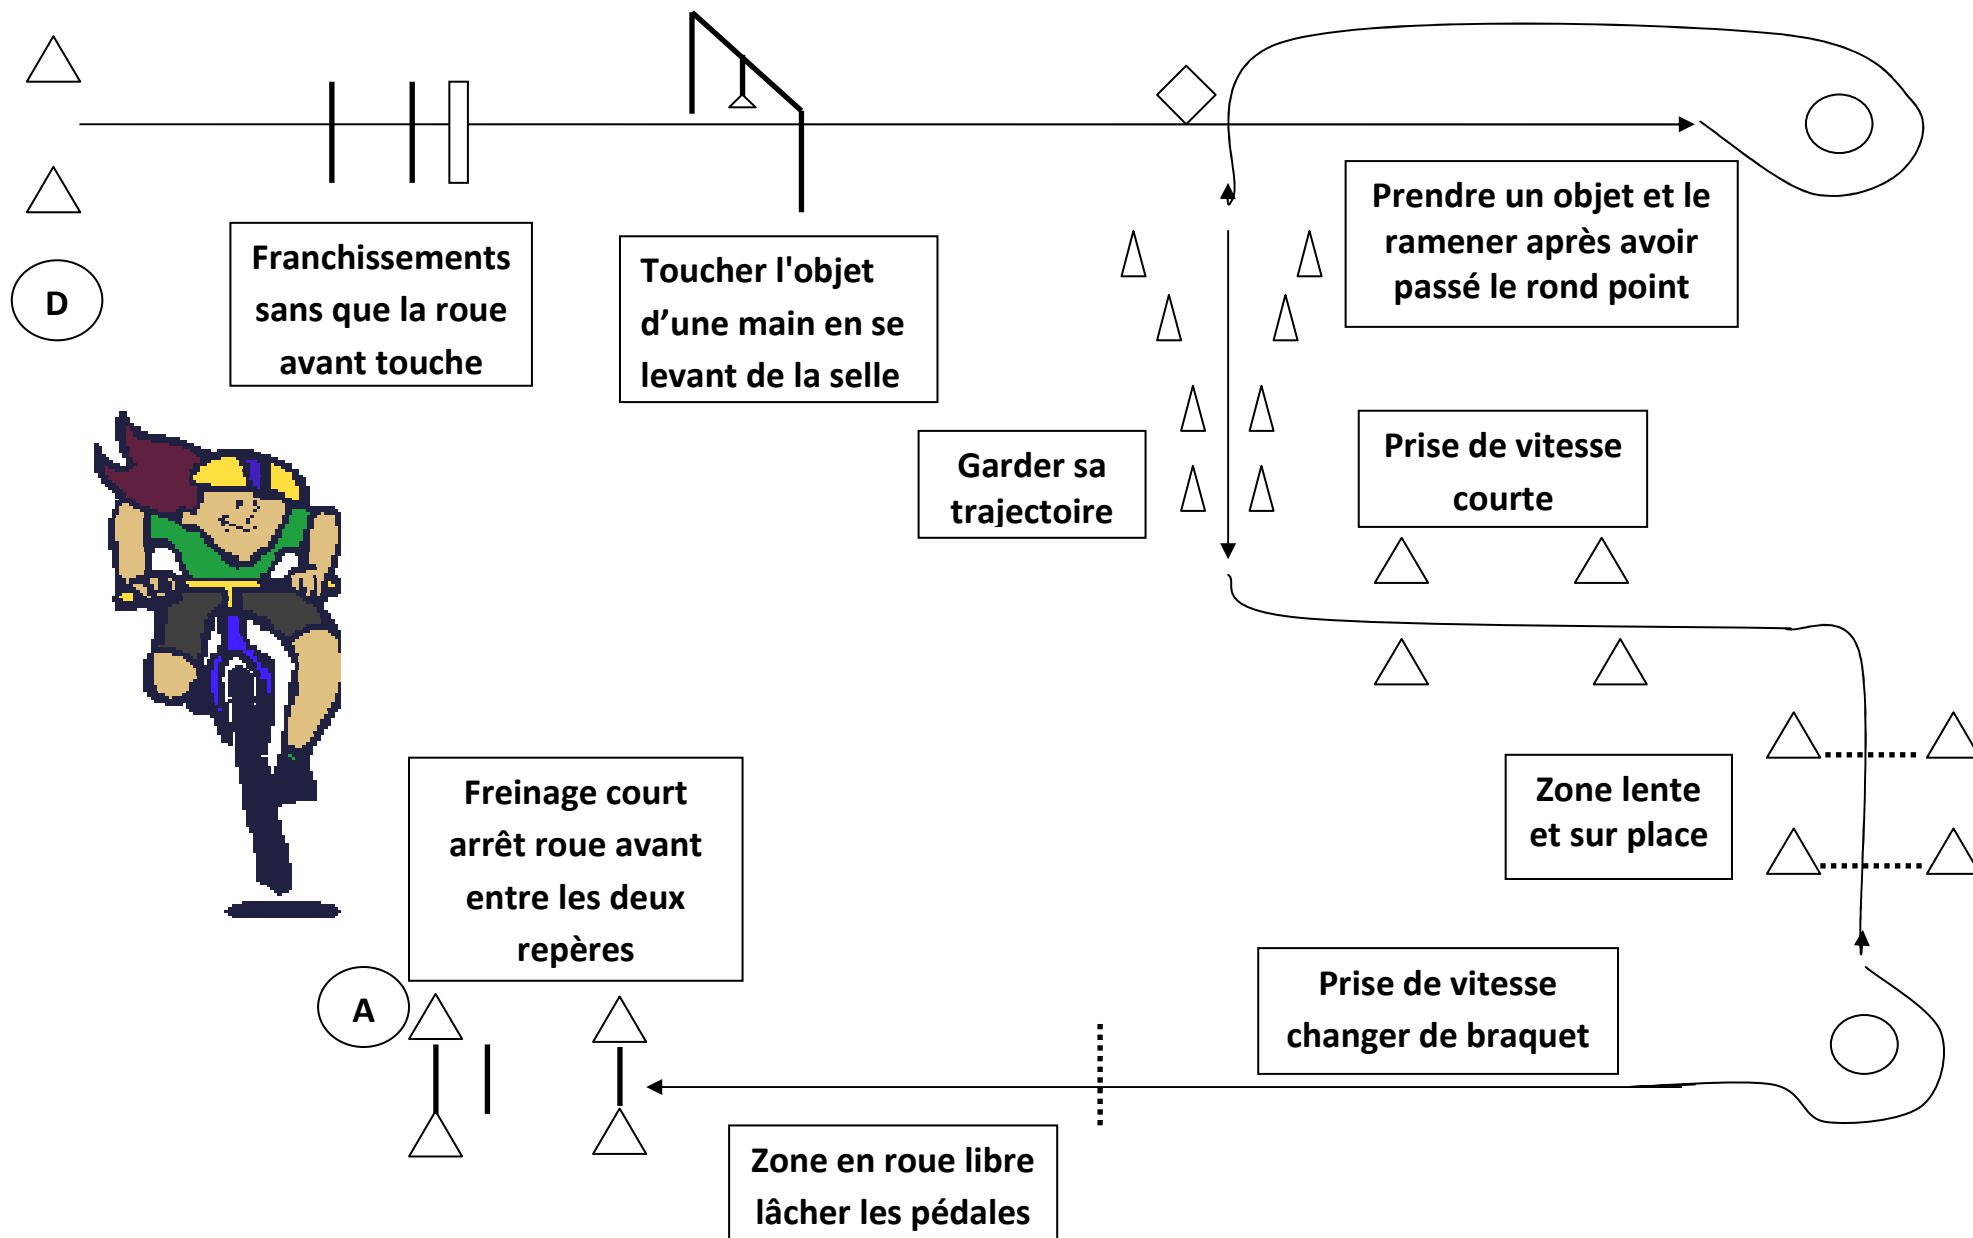 D
Franchissements
sans que la roue
avant touche
Toucher l'objet
d’une main en se
levant de la selle
Prendre un objet et le
ramener après avoir
passé le rond point
Garder sa
trajectoire
Prise de vitesse
courte
Zone lente
et sur place
Prise de vitesse
changer de braquet
Zone en roue libre
lâcher les pédales
Freinage court
arrêt roue avant
entre les deux
repères
A